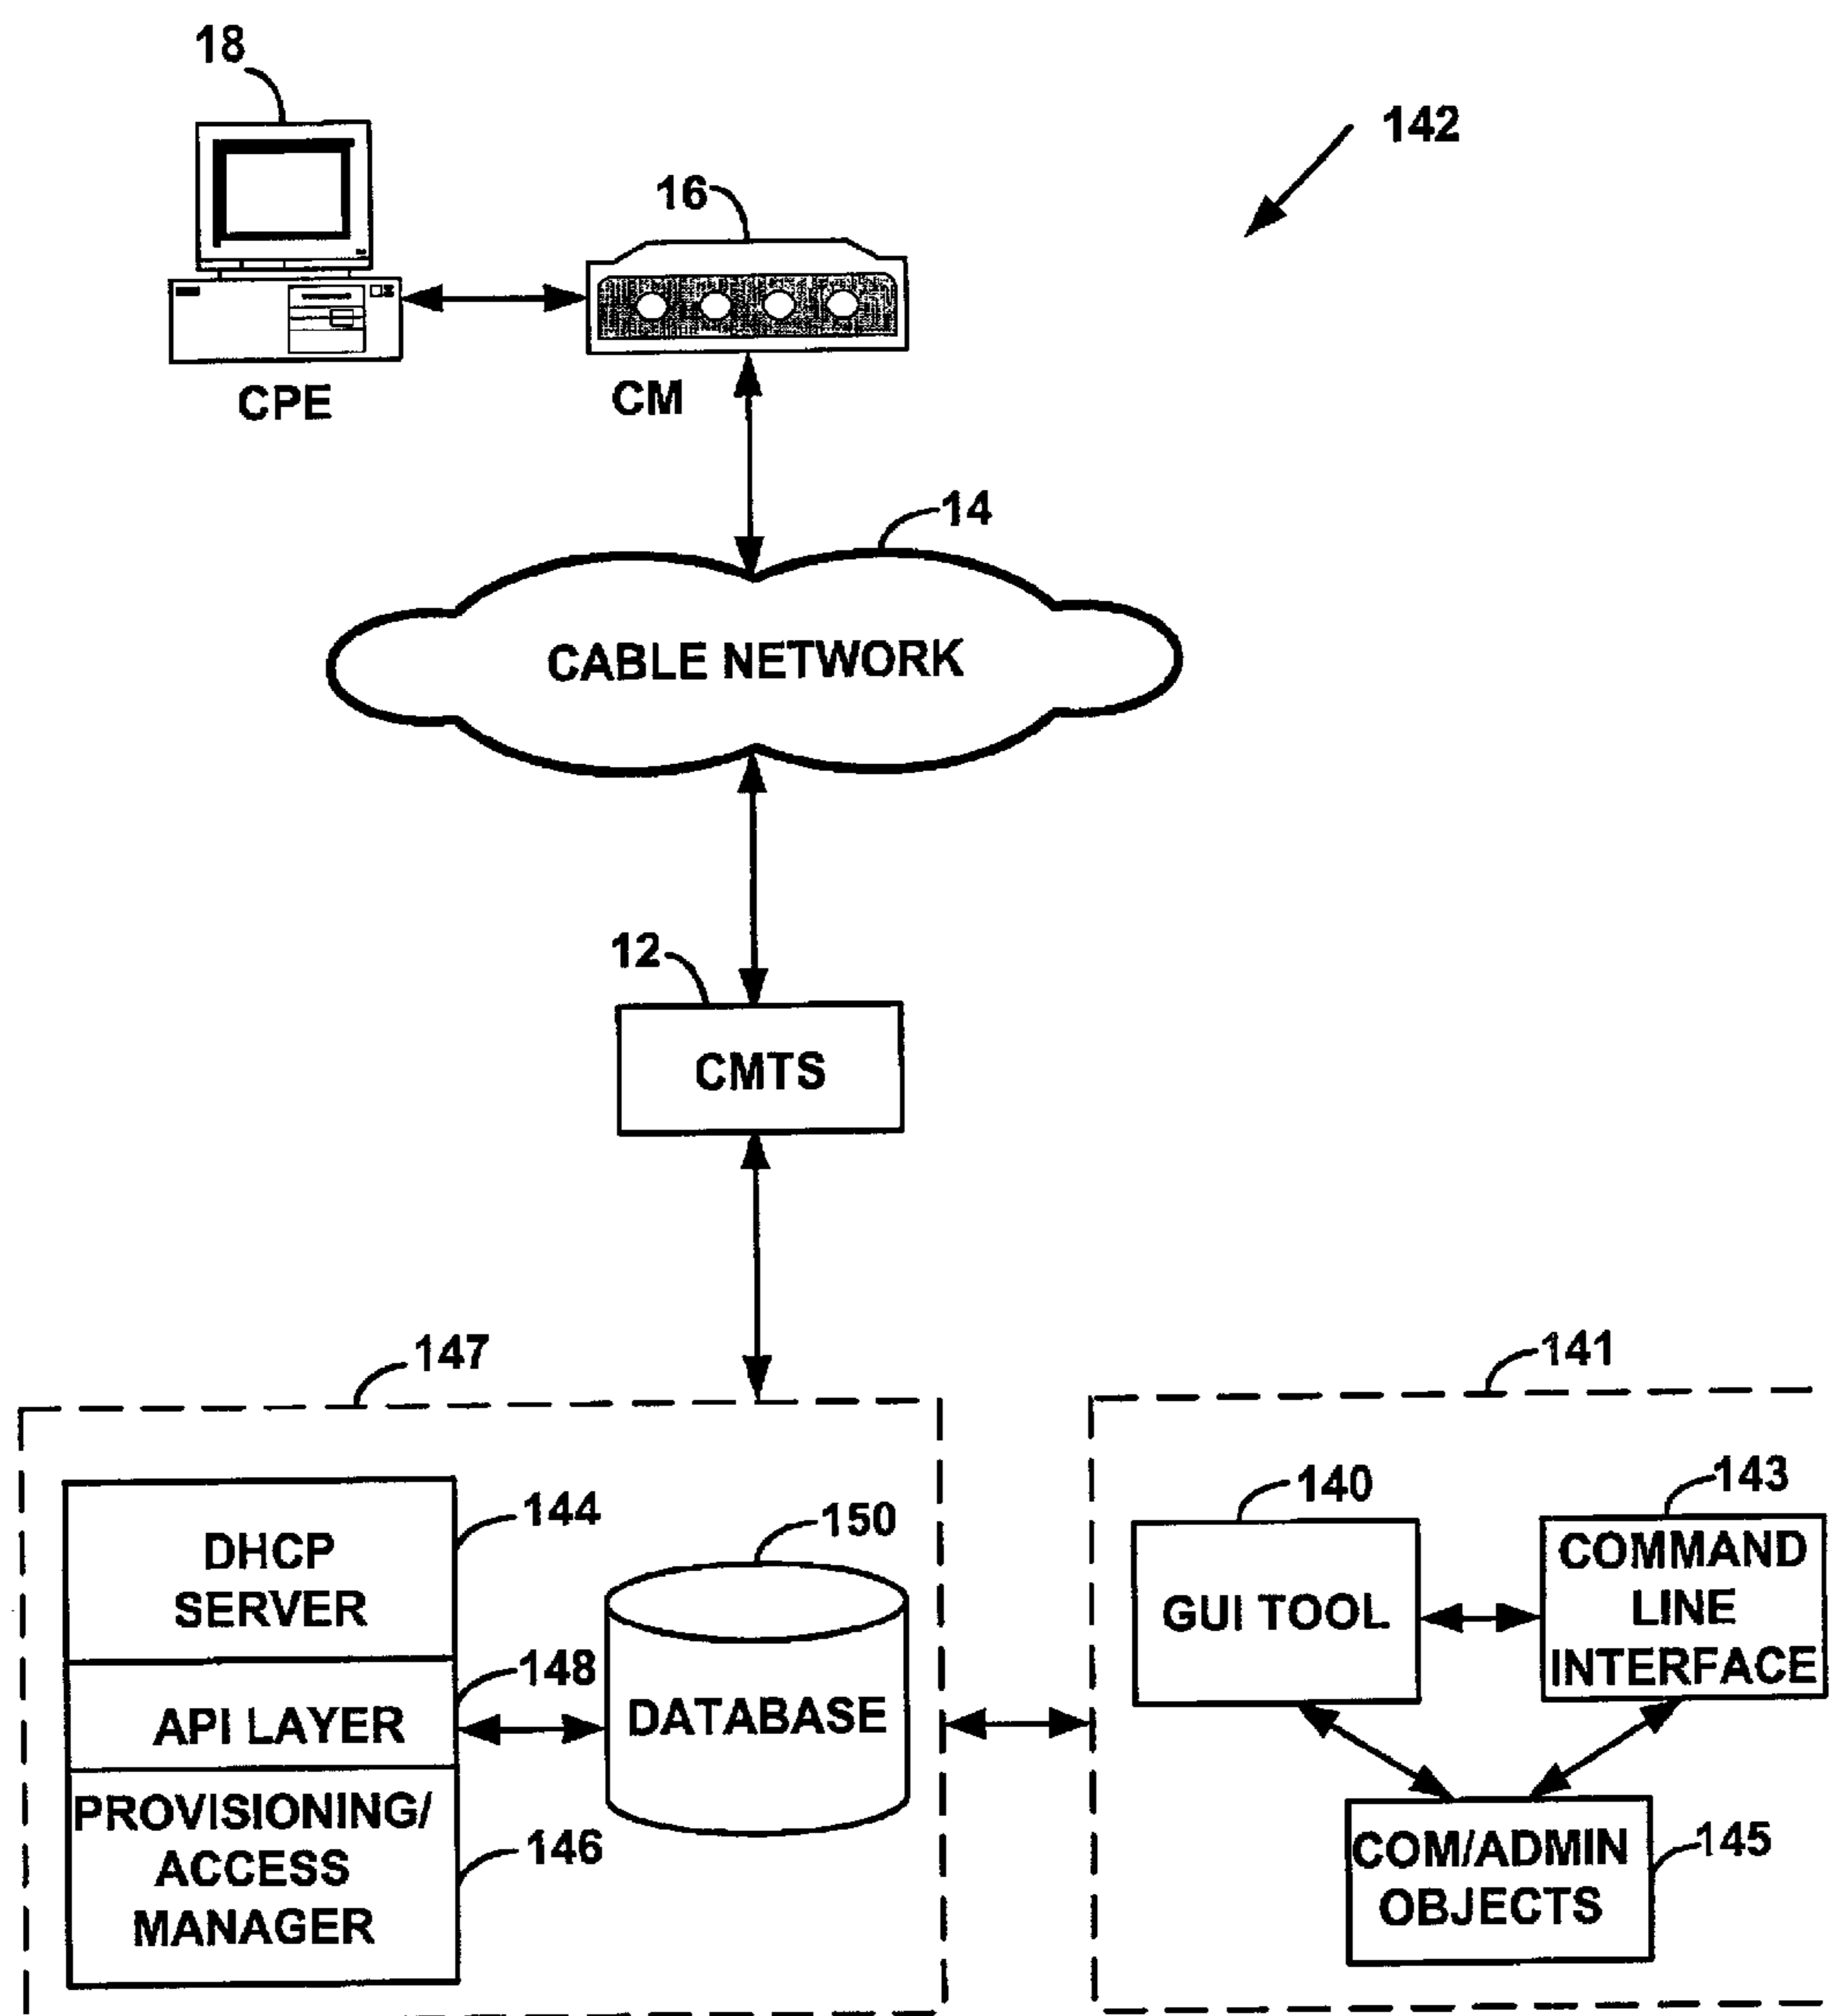 18
142
16
CPE
CM
14
CABLE NETWORK
12
CMTS
147
141
144
DHCP
SERVER
148
API LAYER
PROVISIONING/
ACCESS
MANAGER
146
150
DATABASE
140
GUI TOOL
143
COMMAND
LINE
INTERFACE
COM/ADMIN
OBJECTS
145